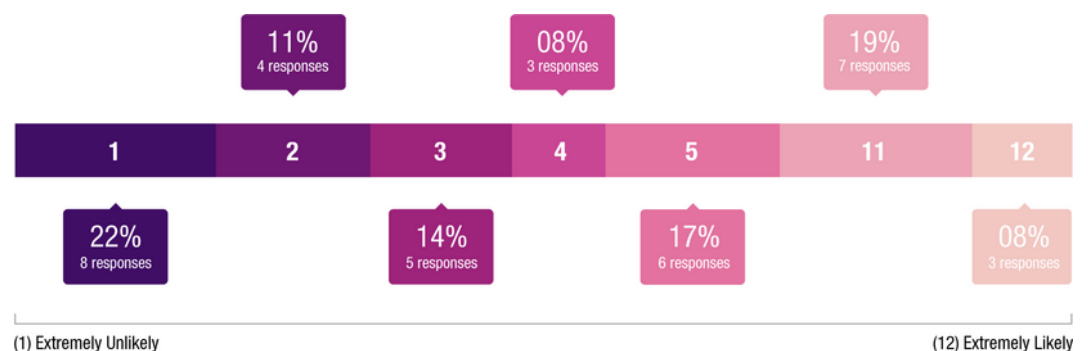 11%
4 responses
08%
3 responses
19%
7 responses
1
2
3
4
5
11
12
22%
8 responses
14%
5 responses
17%
6 responses
08%
3 responses
(1) Extremely Unlikely
(12) Extremely Likely